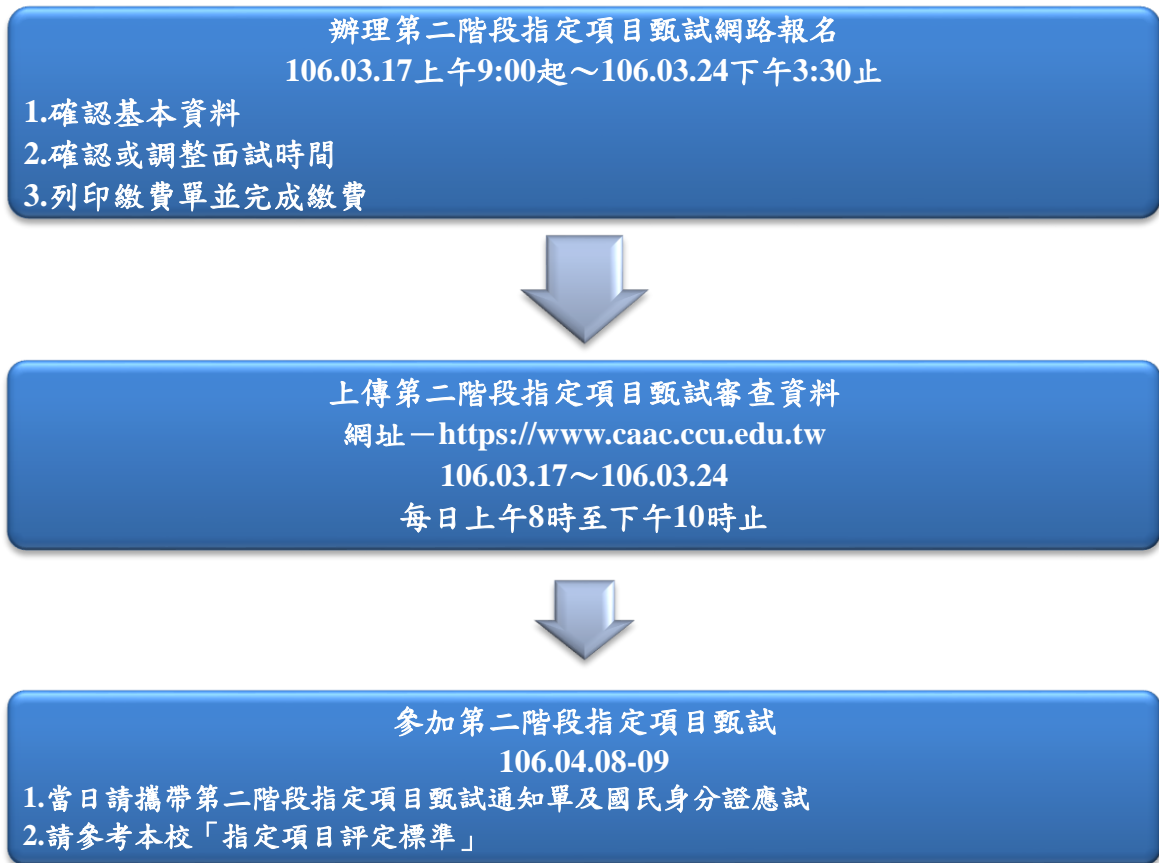 辦理第二階段指定項目甄試網路報名
106.03.17上午9:00起～106.03.24下午3:30止
1.確認基本資料
2.確認或調整面試時間
3.列印繳費單並完成繳費
上傳第二階段指定項目甄試審查資料
網址－https://www.caac.ccu.edu.tw
106.03.17～106.03.24
每日上午8時至下午10時止
參加第二階段指定項目甄試
106.04.08-09
1.當日請攜帶第二階段指定項目甄試通知單及國民身分證應試
2.請參考本校「指定項目評定標準」